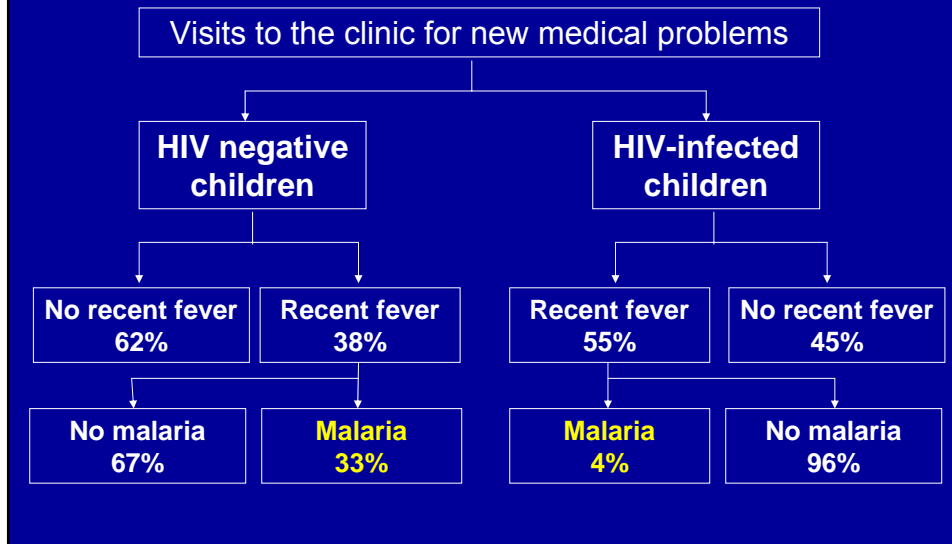 Visits to the clinic for new medical problems
HIV negative
children
HIV-infected
children
No recent fever
62%
Recent fever
38%
Recent fever
55%
No recent fever
45%
No malaria
67%
Malaria
33%
Malaria
4%
No malaria
96%